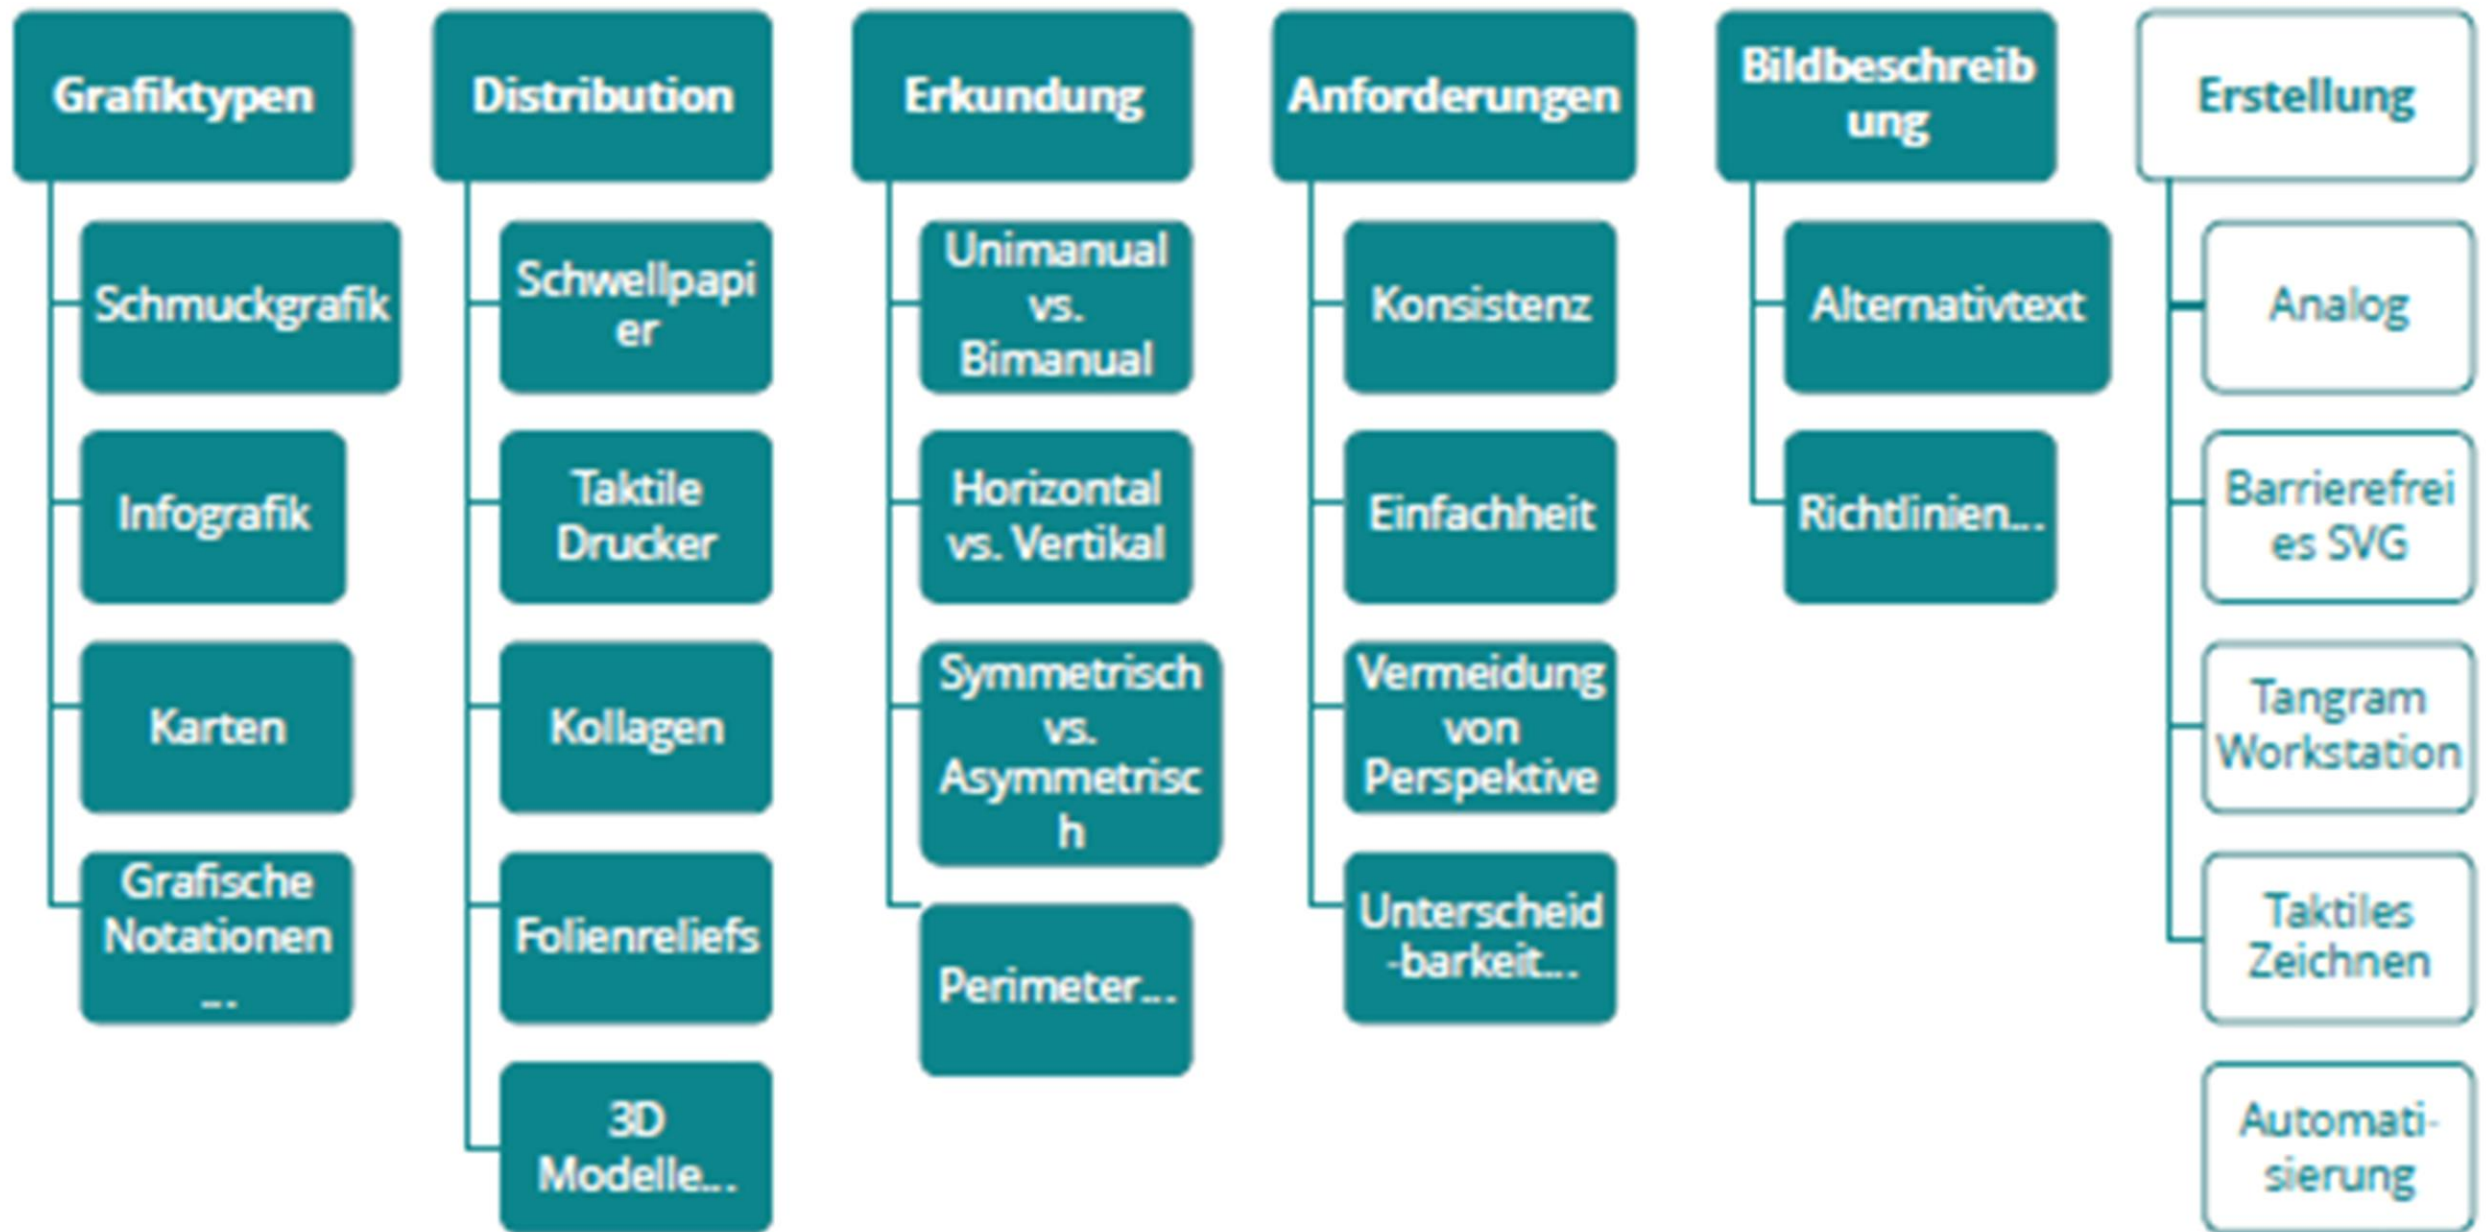 Grafiktypen
Schmuckgrafik
Infografik
Karten
Grafische
Notationen
...
Distribution
Schwellpapi
er
Taktile
Drucker
Kollagen
Folienreliefs
3D
Modelle...
Erkundung
Unimanual
vs.
Bimanual
Horizontal
vs. Vertikal
Symmetrisch
vs.
Asymmetrisc
h
Perimeter...
Anforderungen
Konsistenz
Einfachheit
Vermeidung
von
Perspektive
Unterscheid
-barkeit...
Bildbeschreib
ung
Alternativtext
Richtlinien...
Erstellung
Analog
Barrierefrei
es SVG
Tangram
Workstation
Taktiles
Zeichnen
Automati-
sierung